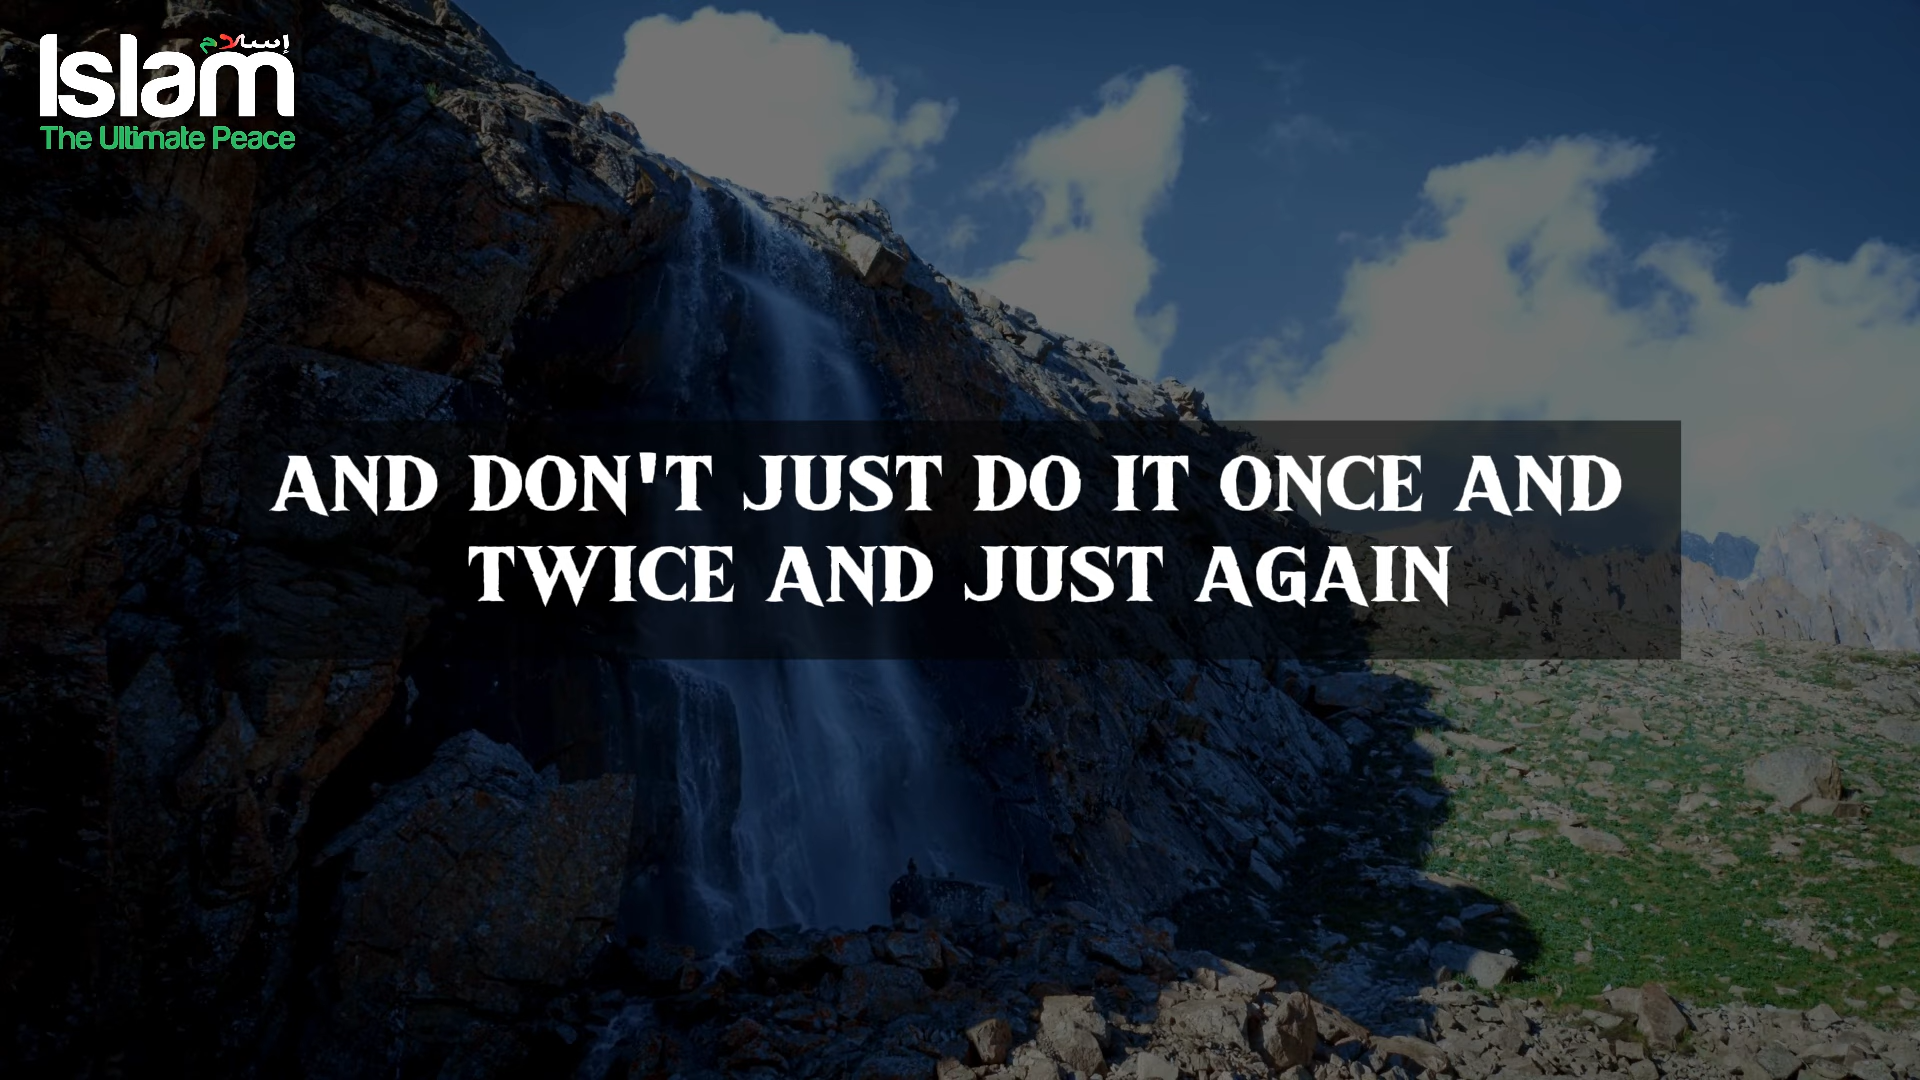 إسلام
Islam
The Ultimate Peace
AND DON'T JUST DO IT ONCE AND
TWICE AND JUST AGAIN